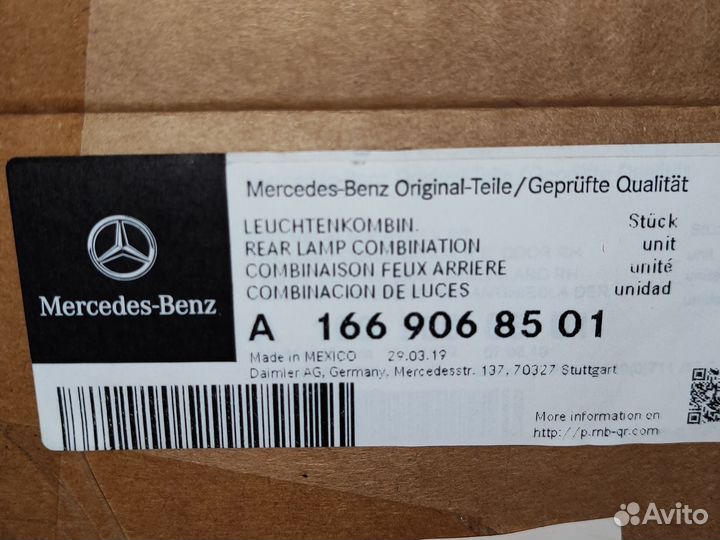 Mercedes-Benz
Mercedes-Benz Original-Teile/Geprüfte Qualität
LEUCHTENKOMBIN. Stück
REAR LAMP COMBINATION unit
COMBINAISON FEUX ARRIERE unité
COMBINACION DE LUCES unidad
A 166 906 85 01
Made in MEXICO 29.03.19
Daimler AG, Germany, Mercedesstr. 137, 70327 Stuttgart
More information on
http://p.mb-qr.com
Avito